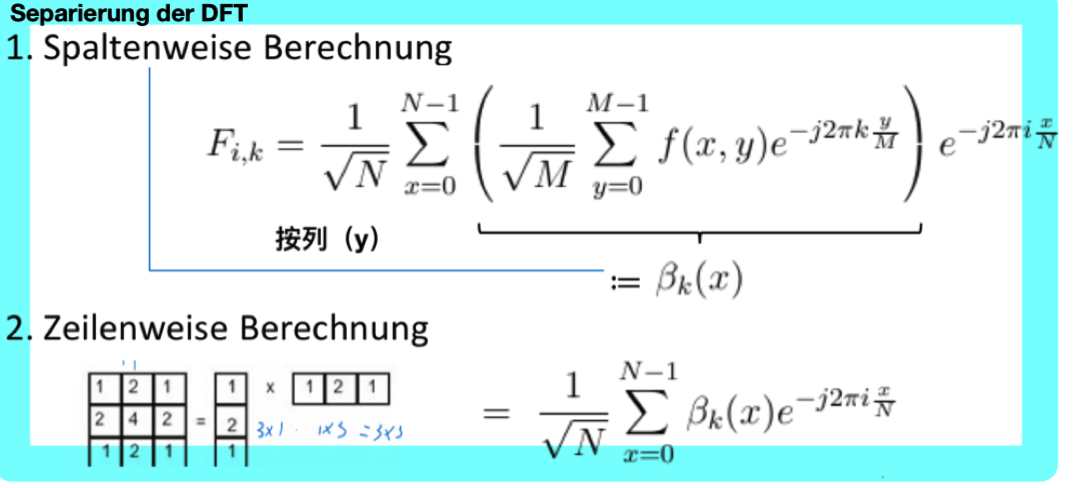 Separierung der DFT
1. Spaltenweise Berechnung
F_{i,k} = \frac{1}{\sqrt{N}} \sum_{x=0}^{N-1} \left( \frac{1}{\sqrt{M}} \sum_{y=0}^{M-1} f(x,y) e^{-j2\pi k \frac{y}{M}} \right) e^{-j2\pi i \frac{x}{N}}
按列（y）
:= \beta_k(x)
2. Zeilenweise Berechnung
= \frac{1}{\sqrt{N}} \sum_{x=0}^{N-1} \beta_k(x) e^{-j2\pi i \frac{x}{N}}
1 2 1 1 x 1 2 1
2 4 2 = 2 3x1 · 1x3 = 3x3
1 2 1 1